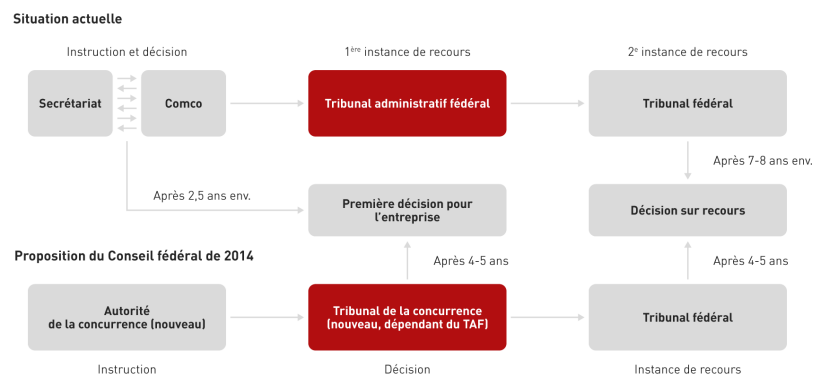 Situation actuelle
Instruction et décision
1ère instance de recours
2e instance de recours
Secrétariat
Comco
Tribunal administratif fédéral
Tribunal fédéral
Après 7-8 ans env.
Après 2,5 ans env.
Première décision pour
l'entreprise
Décision sur recours
Proposition du Conseil fédéral de 2014
Après 4-5 ans
Après 4-5 ans
Autorité
de la concurrence (nouveau)
Tribunal de la concurrence
(nouveau, dépendant du TAF)
Tribunal fédéral
Instruction
Décision
Instance de recours